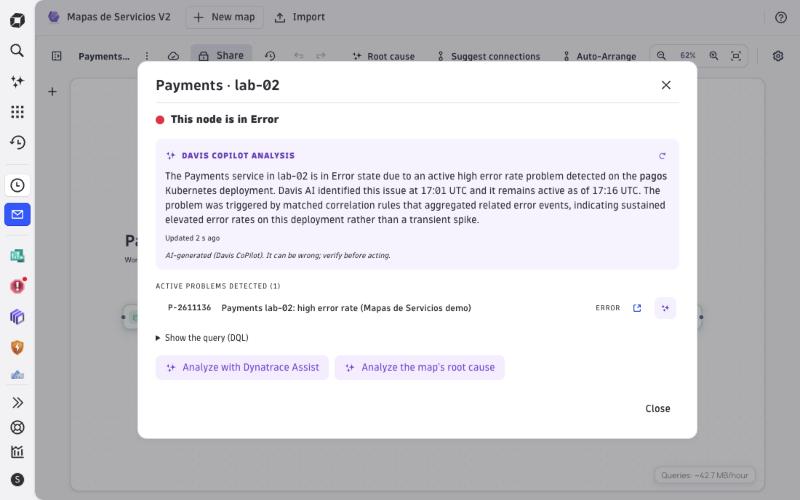 Mapas de Servicios V2
New map
Import
Payments...
Share
Root cause
Suggest connections
Auto-Arrange
62%
Payments · lab-02
This node is in Error
DAVIS COPILOT ANALYSIS
The Payments service in lab-02 is in Error state due to an active high error rate problem detected on the pagos
Kubernetes deployment. Davis AI identified this issue at 17:01 UTC and it remains active as of 17:16 UTC. The
problem was triggered by matched correlation rules that aggregated related error events, indicating sustained
elevated error rates on this deployment rather than a transient spike.
Updated 2 s ago
AI-generated (Davis CoPilot). It can be wrong; verify before acting.
ACTIVE PROBLEMS DETECTED (1)
P-2611136 Payments lab-02: high error rate (Mapas de Servicios demo) ERROR
Show the query (DQL)
Analyze with Dynatrace Assist
Analyze the map's root cause
Close
Queries: ~42.7 MB/hour
S